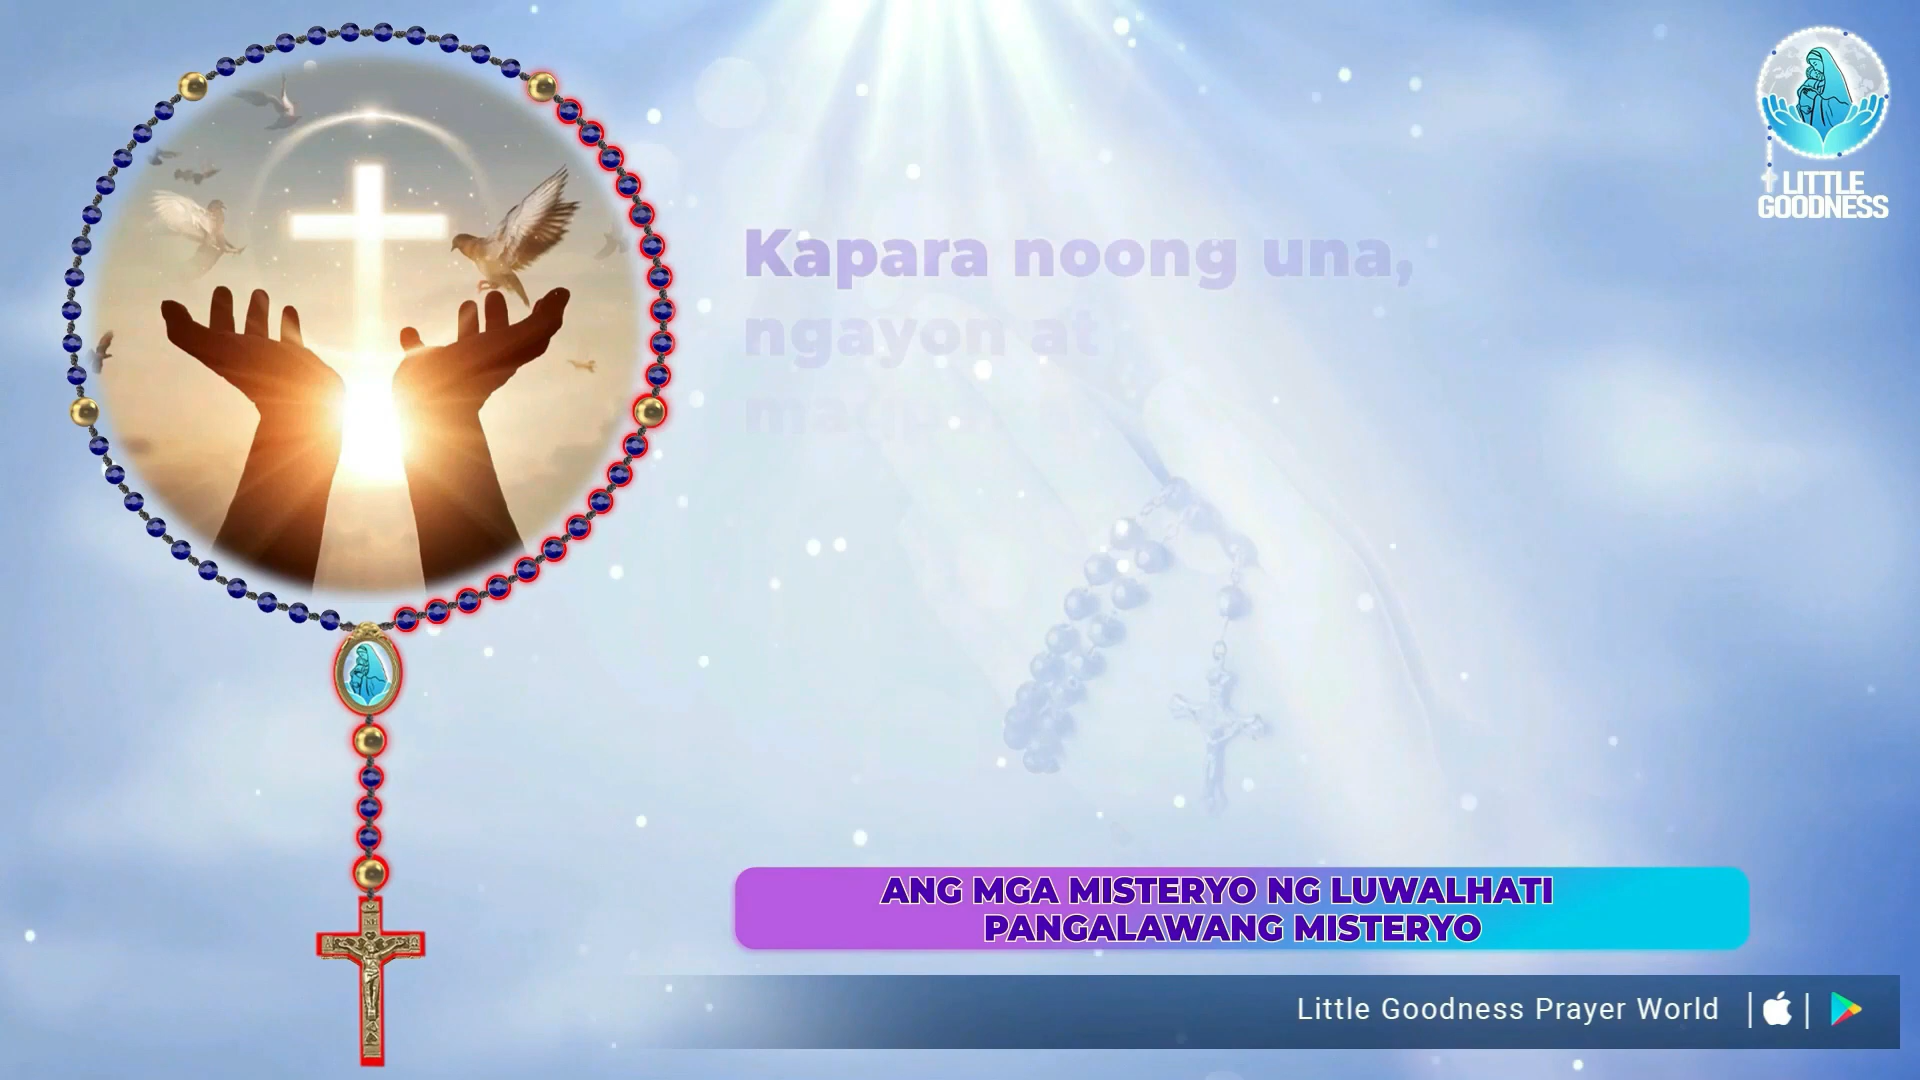 LITTLE
GOODNESS
Kapara noong una,
ngayon at
ANG MGA MISTERYO NG LUWALHATI
PANGALAWANG MISTERYO
Little Goodness Prayer World